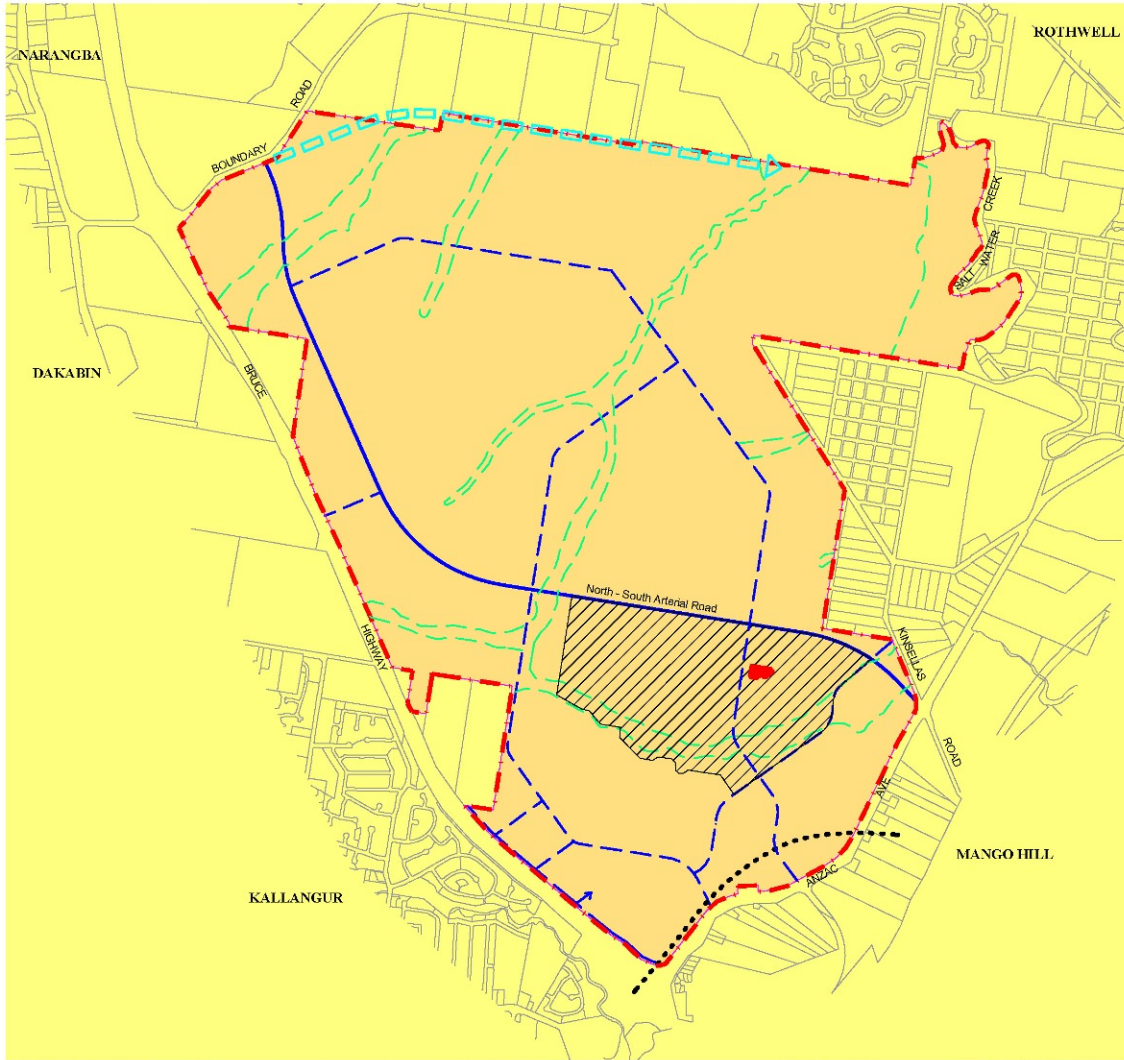 ROTHWELL
NARANGBA
ROAD
BOUNDARY
CREEK
SALT WATER
DAKABIN
BRUCE
North - South Arterial Road
HIGHWAY
KINSELLAS
ROAD
AVE
MANGO HILL
ANZAC
KALLANGUR